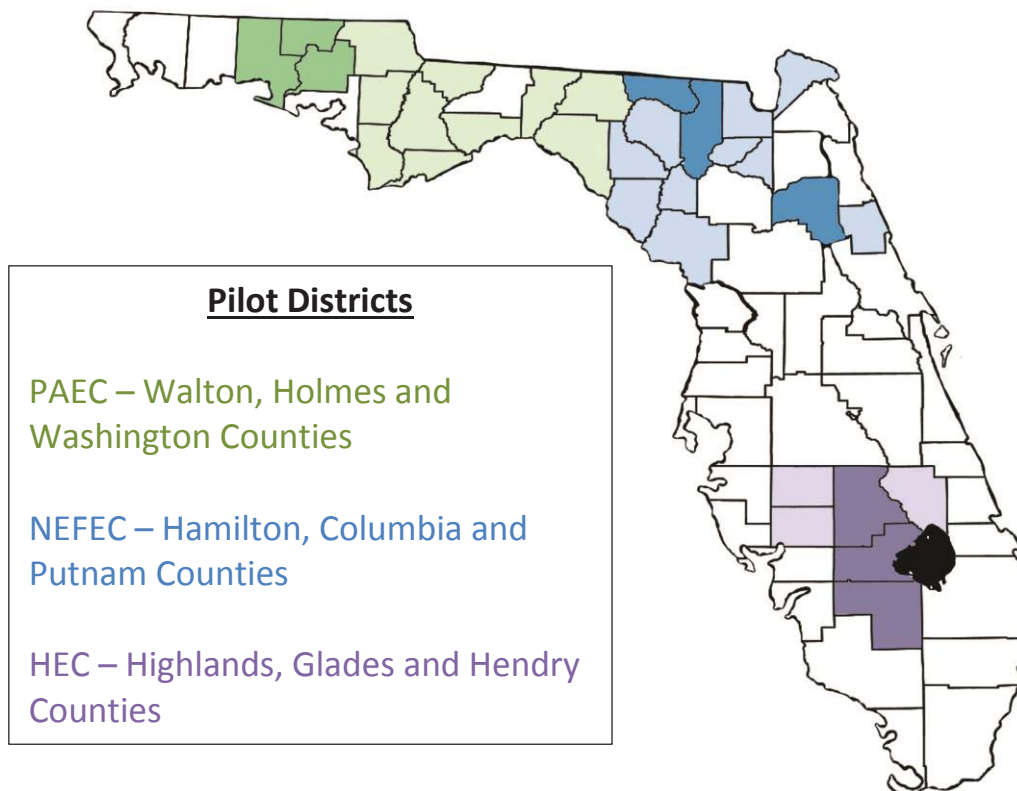 Pilot Districts
PAEC – Walton, Holmes and
Washington Counties
NEFEC – Hamilton, Columbia and
Putnam Counties
HEC – Highlands, Glades and Hendry
Counties